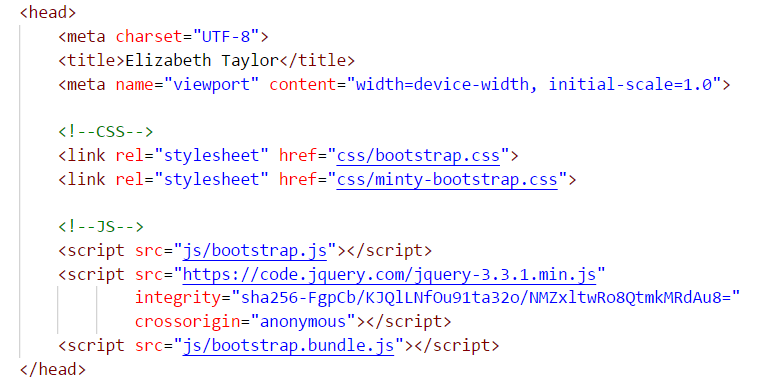 <head>
<meta charset="UTF-8">
<title>Elizabeth Taylor</title>
<meta name="viewport" content="width=device-width, initial-scale=1.0">
<!--CSS-->
<link rel="stylesheet" href="css/bootstrap.css">
<link rel="stylesheet" href="css/minty-bootstrap.css">
<!--JS-->
<script src="js/bootstrap.js"></script>
<script src="https://code.jquery.com/jquery-3.3.1.min.js"
integrity="sha256-FgpCb/KJQlLNfOu91ta32o/NMZxltwRo8QtmkMRdAu8="
crossorigin="anonymous"></script>
<script src="js/bootstrap.bundle.js"></script>
</head>